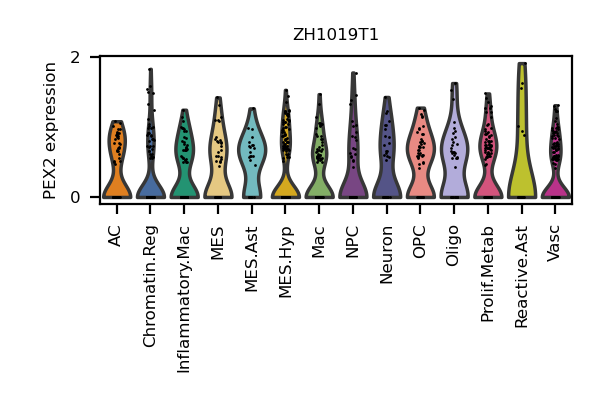 ZH1019T1
PEX2 expression
2
0
AC
Chromatin.Reg
Inflammatory.Mac
MES
MES.Ast
MES.Hyp
Mac
NPC
Neuron
OPC
Oligo
Prolif.Metab
Reactive.Ast
Vasc